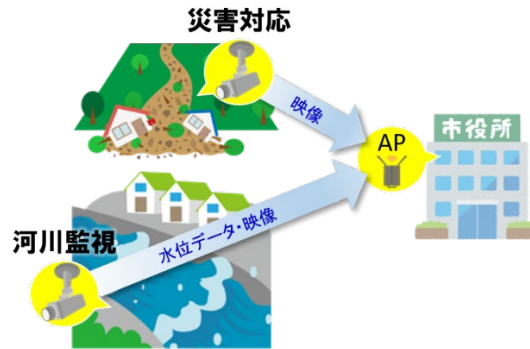 災害対応
映像
AP
市役所
河川監視
水位データ・映像